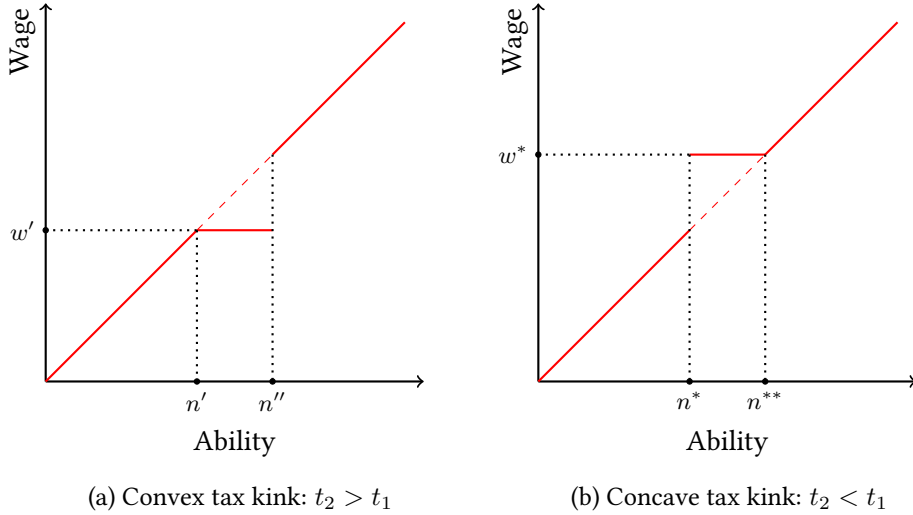 Wage
w′
n′
n′′
Ability
(a) Convex tax kink: t₂ > t₁
Wage
w*
n*
n**
Ability
(b) Concave tax kink: t₂ < t₁